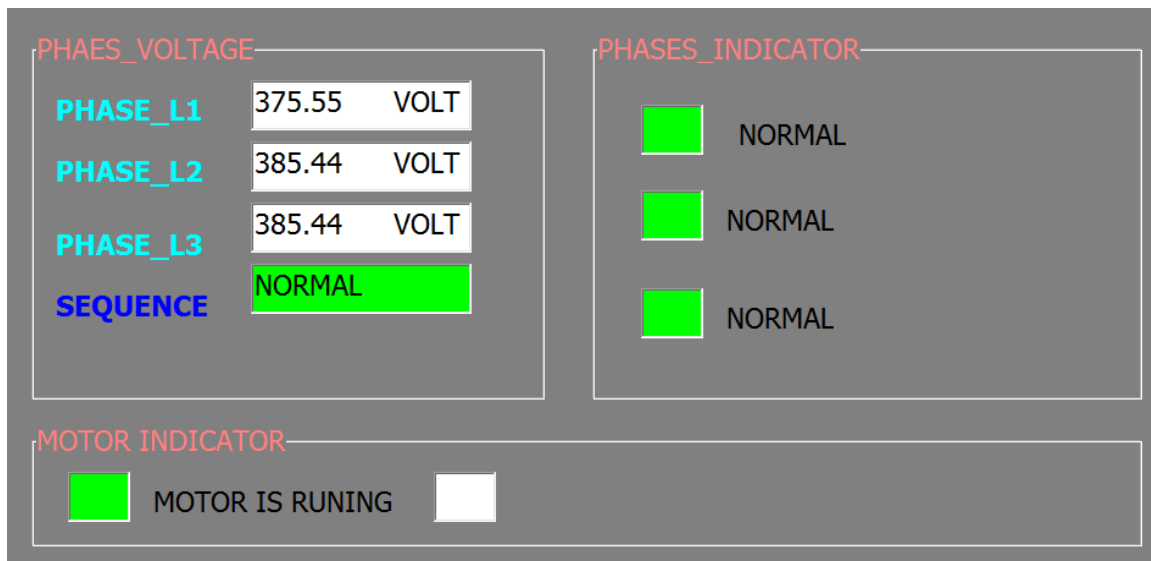 PHAES_VOLTAGE
PHASE_L1 375.55 VOLT
PHASE_L2 385.44 VOLT
PHASE_L3 385.44 VOLT
SEQUENCE NORMAL
PHASES_INDICATOR
NORMAL
NORMAL
NORMAL
MOTOR INDICATOR
MOTOR IS RUNING